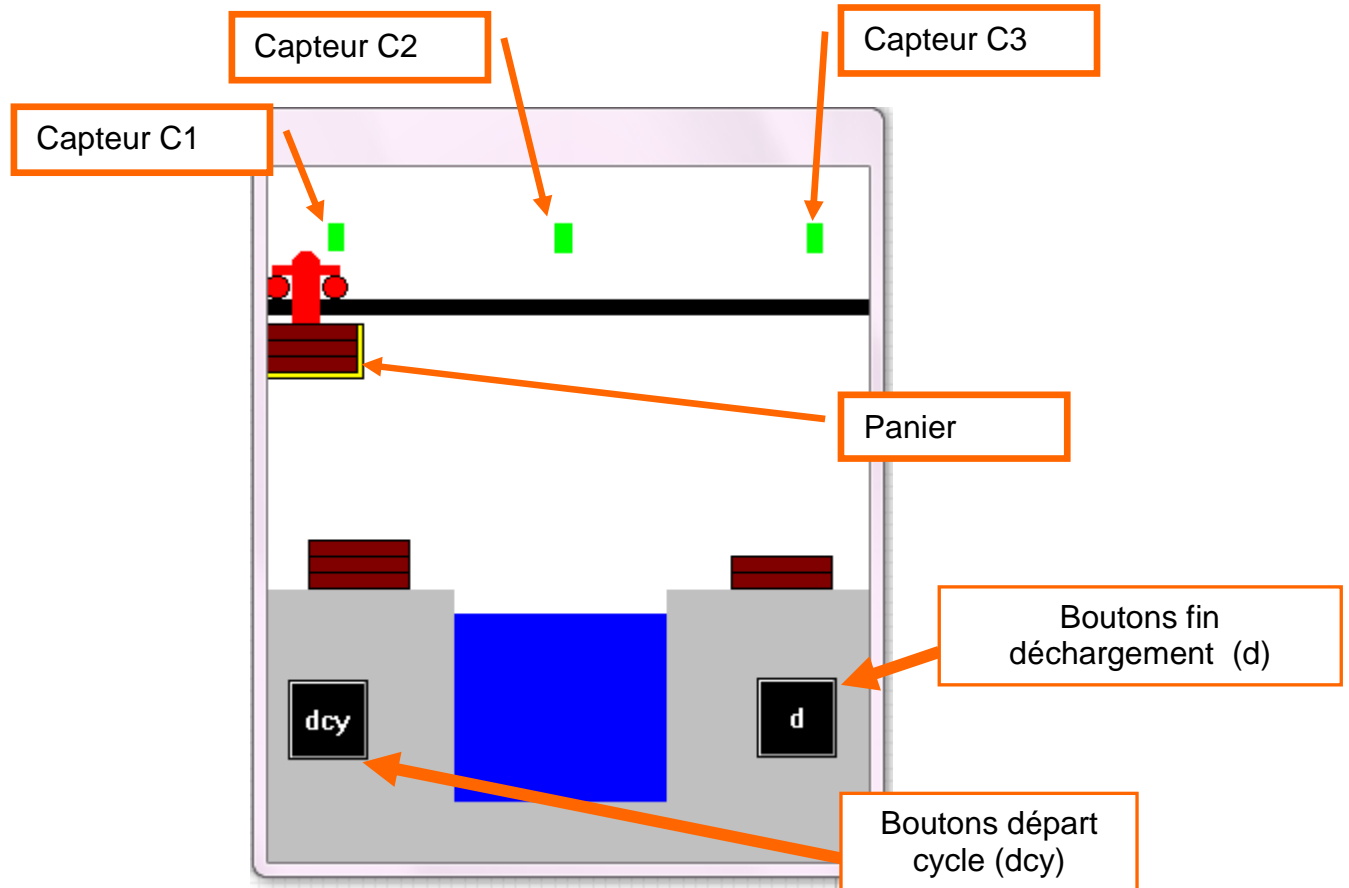 Capteur C2
Capteur C3
Capteur C1
Panier
Boutons fin
déchargement (d)
dcy
d
Boutons départ
cycle (dcy)